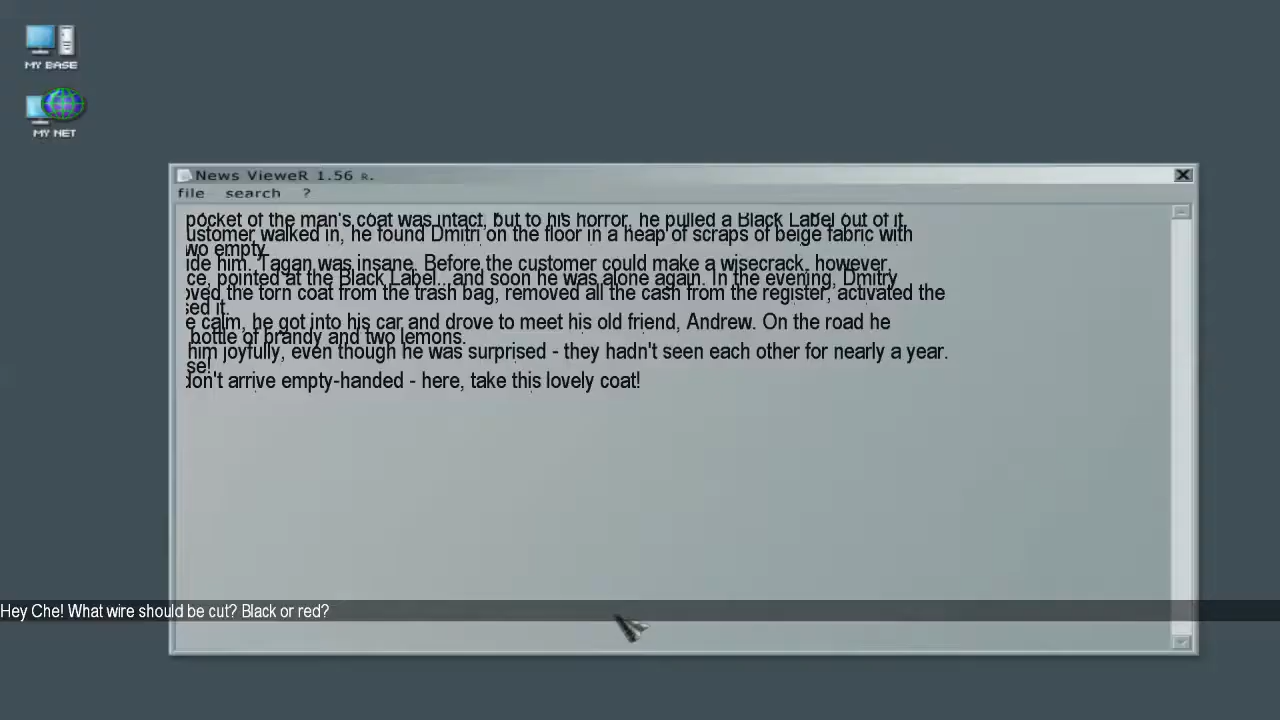 MY BASE
MY NET
News VieweR 1.56 R.
file search ?
pocket of the man's coat was intact, but to his horror, he pulled a Black Label out of it,
ustomer walked in, he found Dmitri on the floor in a heap of scraps of beige fabric with
wo empty
ide him. Tagan was insane. Before the customer could make a wisecrack, however,
ce, pointed at the Black Label.. and soon he was alone again. In the evening, Dmitry
oved the torn coat from the trash bag, removed all the cash from the register, activated the
sed it.
e calm, he got into his car and drove to meet his old friend, Andrew. On the road he
bottle of brandy and two lemons.
him joyfully, even though he was surprised - they hadn't seen each other for nearly a year.
se!
don't arrive empty-handed - here, take this lovely coat!
Hey Che! What wire should be cut? Black or red?